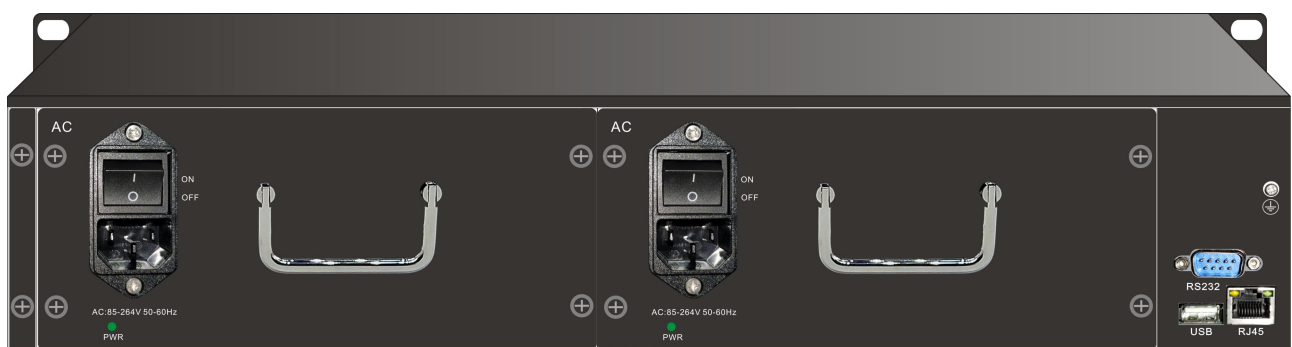 AC
I
ON
O
OFF
AC:85-264V 50-60Hz
PWR
AC
I
ON
O
OFF
AC:85-264V 50-60Hz
PWR
RS232
USB
RJ45